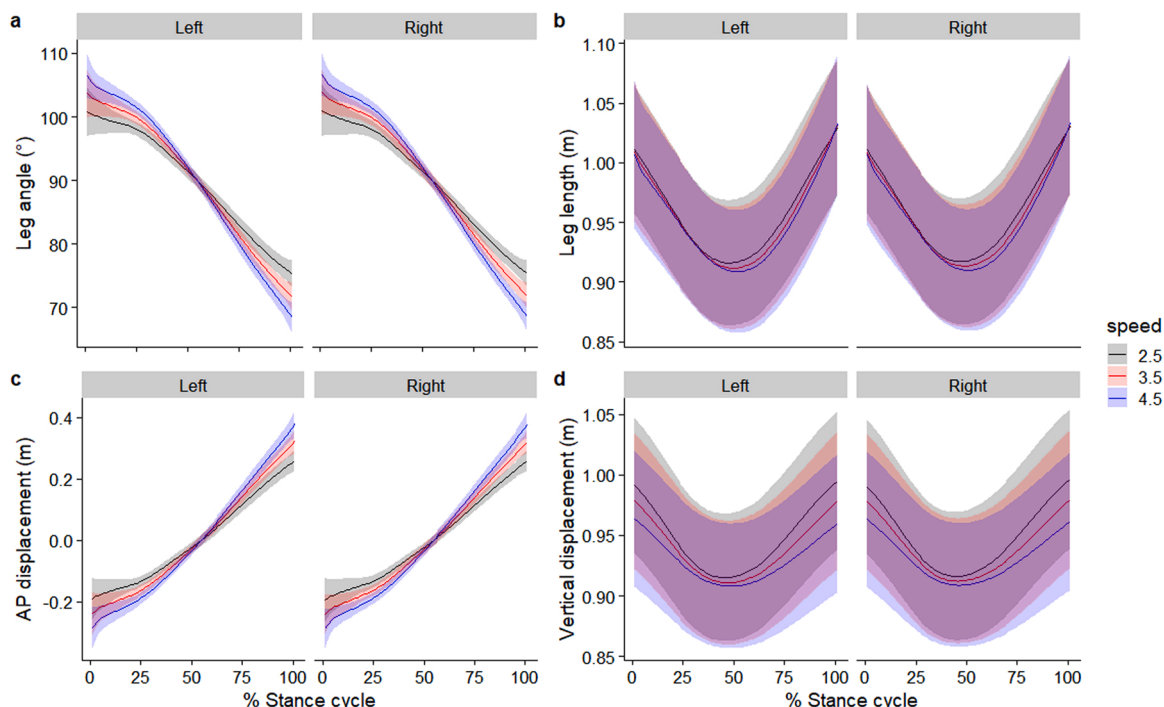 a
Left
Right
Leg angle (°)
110
100
90
80
70
b
Left
Right
Leg length (m)
1.10
1.05
1.00
0.95
0.90
0.85
c
Left
Right
AP displacement (m)
0.4
0.2
0.0
-0.2
0 25 50 75 100 0 25 50 75 100
% Stance cycle
d
Left
Right
Vertical displacement (m)
1.05
1.00
0.95
0.90
0.85
0 25 50 75 100 0 25 50 75 100
% Stance cycle
speed
2.5
3.5
4.5